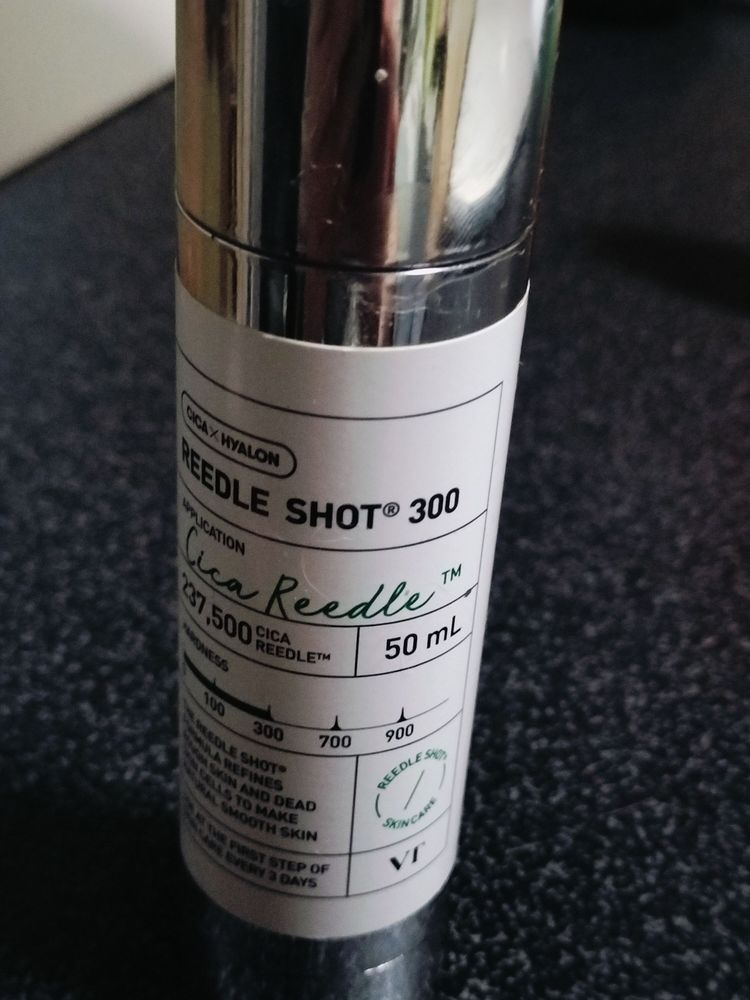 CICA X HYALON
REEDLE SHOT® 300
APPLICATION
Cica Reedle™
237,500 CICA
REEDLE™
50 mL
HARDNESS
100
300
700
900
REEDLE SHOT®
REFINES
SKIN AND DEAD
CELLS TO MAKE
SMOOTH SKIN
AT THE FIRST STEP OF
CARE EVERY 3 DAYS
REEDLE SHOT®
SKINCARE
VT